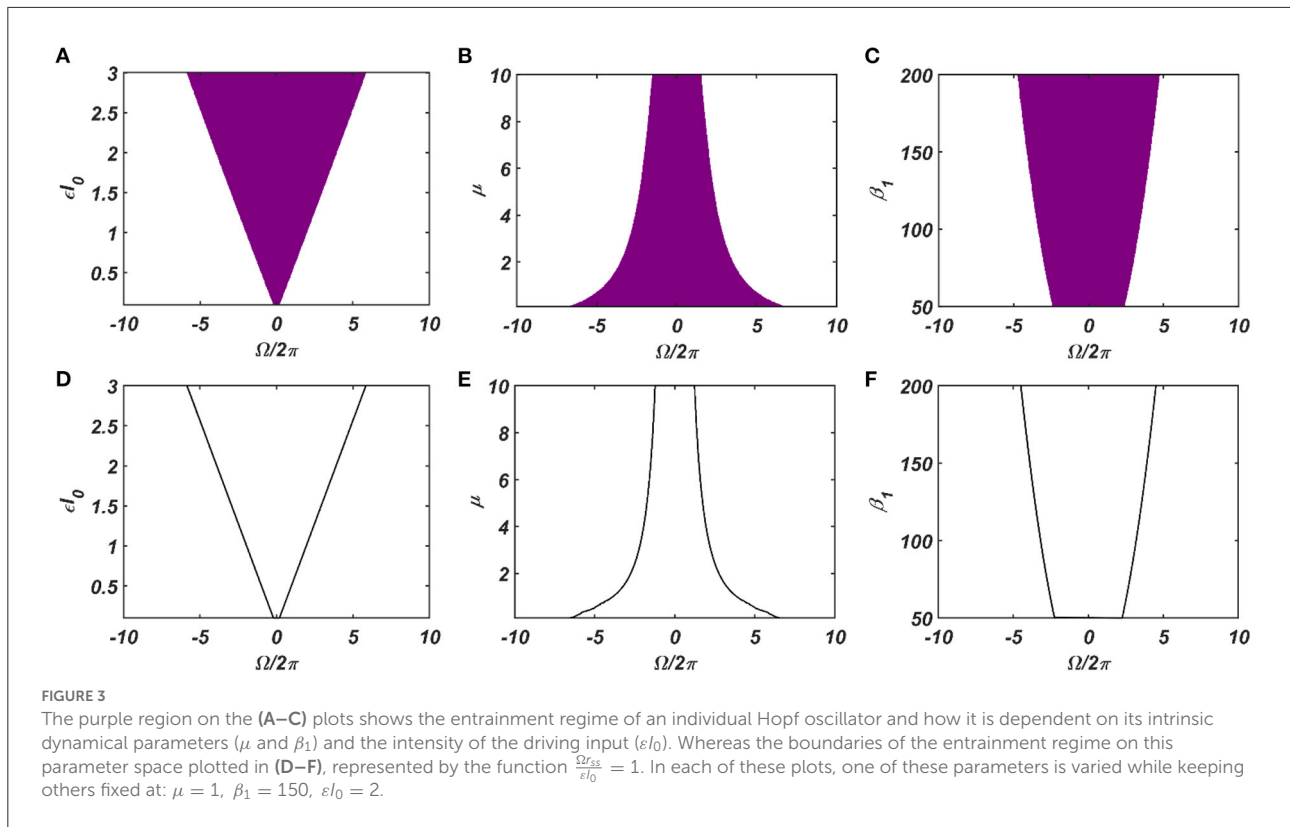 A
B
C
3
2.5
2
1.5
1
0.5
εI0
-10
-5
0
5
10
Ω/2π
10
8
6
4
2
μ
-10
-5
0
5
10
Ω/2π
200
150
100
50
β1
-10
-5
0
5
10
Ω/2π
D
E
F
3
2.5
2
1.5
1
0.5
εI0
-10
-5
0
5
10
Ω/2π
10
8
6
4
2
μ
-10
-5
0
5
10
Ω/2π
200
150
100
50
β1
-10
-5
0
5
10
Ω/2π
FIGURE 3
The purple region on the (A–C) plots shows the entrainment regime of an individual Hopf oscillator and how it is dependent on its intrinsic
dynamical parameters (μ and β1) and the intensity of the driving input (εI0). Whereas the boundaries of the entrainment regime on this
parameter space plotted in (D–F), represented by the function Ωrss/εI0 = 1. In each of these plots, one of these parameters is varied while keeping
others fixed at: μ = 1, β1 = 150, εI0 = 2.